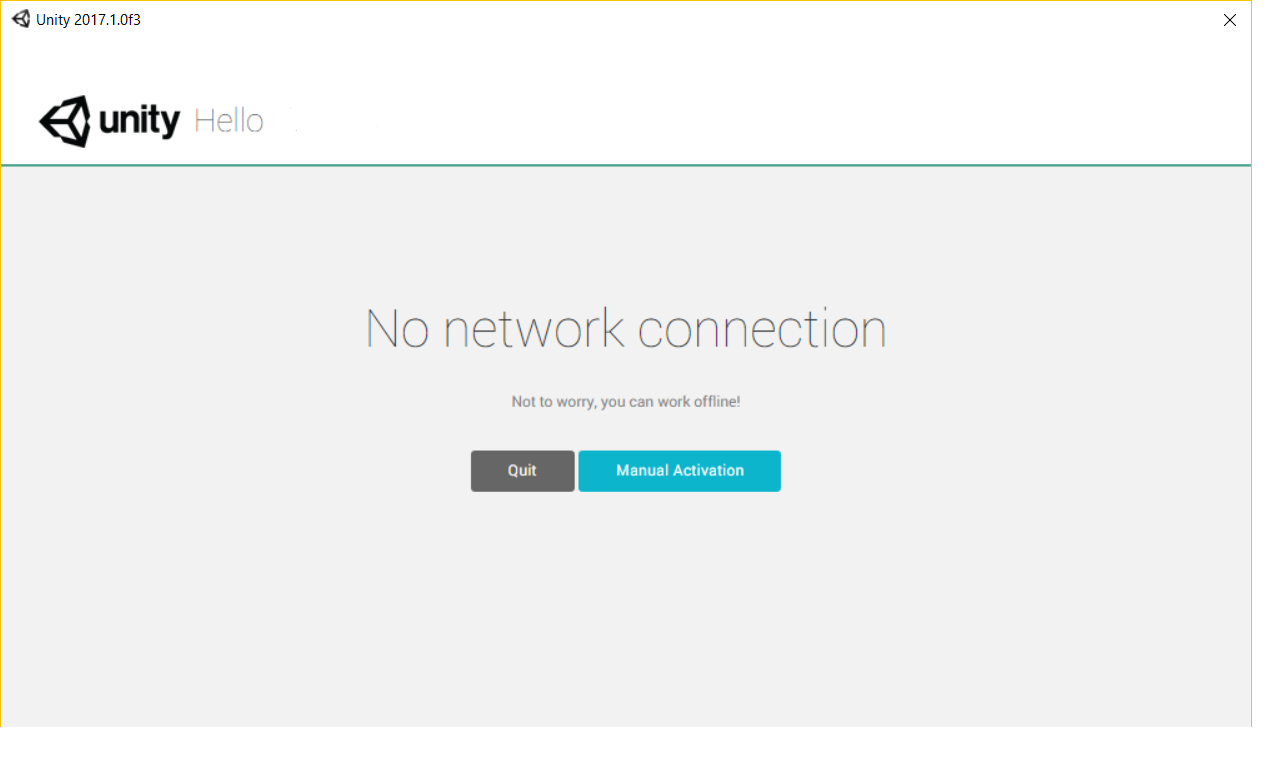 Unity 2017.1.0f3
unity Hello
No network connection
Not to worry, you can work offline!
Quit Manual Activation